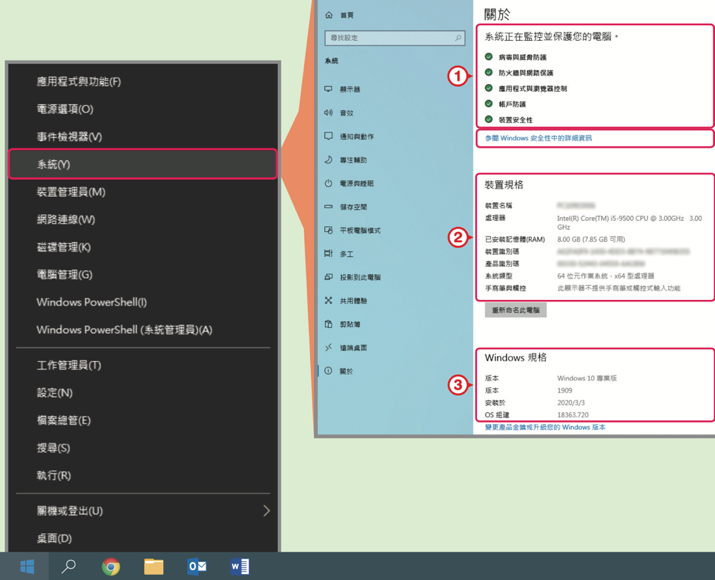 應用程式與功能(F)
電源選項(O)
事件檢視器(V)
系統(Y)
裝置管理員(M)
網路連線(W)
磁碟管理(K)
電腦管理(G)
Windows PowerShell(I)
Windows PowerShell (系統管理員)(A)
工作管理員(T)
設定(N)
檔案總管(E)
搜尋(S)
執行(R)
關機或登出(U)
桌面(D)
首頁
尋找設定
系統
顯示器
音效
通知與動作
專注輔助
電源與睡眠
儲存空間
平板電腦模式
多工
投影到此電腦
共用體驗
剪貼簿
遠端桌面
關於
關於
1
系統正在監控並保護您的電腦。
病毒與威脅防護
防火牆與網路保護
應用程式與瀏覽器控制
帳戶防護
裝置安全性
參閱 Windows 安全性中的詳細資訊
2
裝置規格
裝置名稱
處理器 Intel(R) Core(TM) i5-9500 CPU @ 3.00GHz 3.00
GHz
已安裝記憶體(RAM) 8.00 GB (7.85 GB 可用)
裝置識別碼
產品識別碼
系統類型 64 位元作業系統，x64 型處理器
手寫筆與觸控 此顯示器不提供手寫筆或觸控式輸入功能
重新命名此電腦
3
Windows 規格
版本 Windows 10 專業版
版本 1909
安裝於 2020/3/3
OS 組建 18363.720
變更產品金鑰或升級您的 Windows 版本